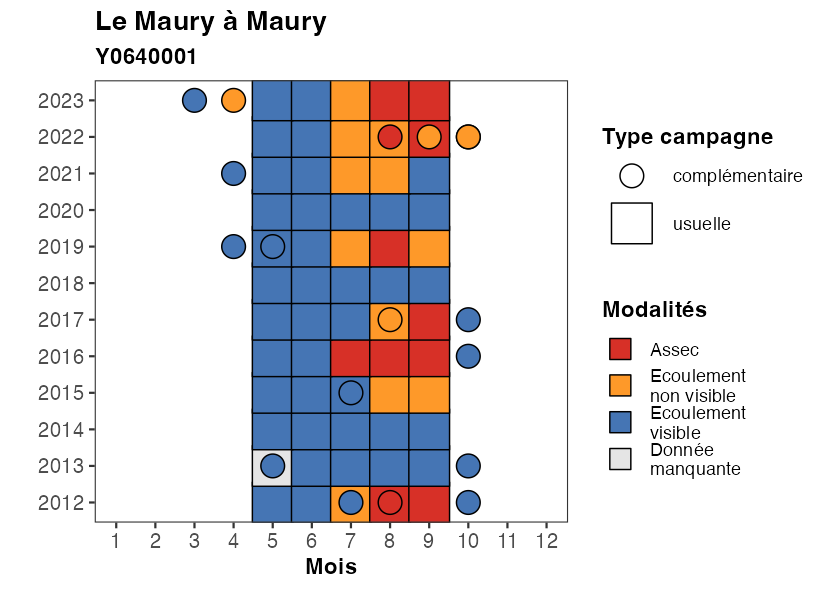 Le Maury à Maury
Y0640001
2023
2022
2021
2020
2019
2018
2017
2016
2015
2014
2013
2012
1 2 3 4 5 6 7 8 9 10 11 12
Mois
Type campagne
complémentaire
usuelle
Modalités
Assec
Ecoulement
non visible
Ecoulement
visible
Donnée
manquante